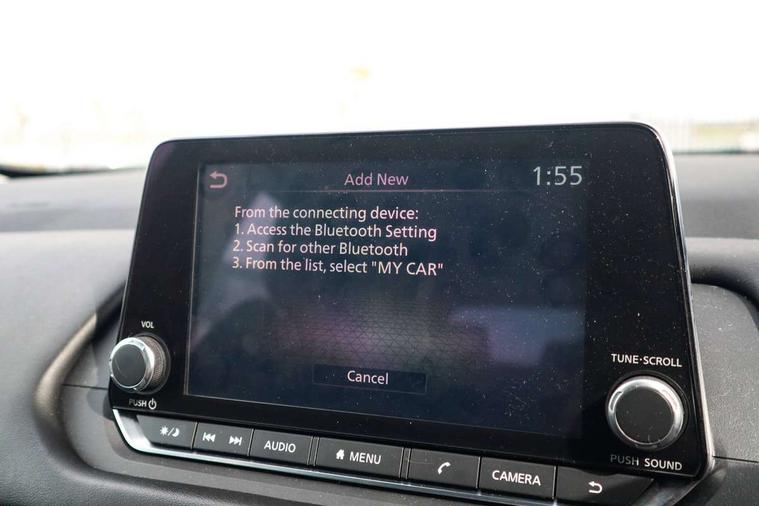 Add New
1:55
From the connecting device:
1. Access the Bluetooth Setting
2. Scan for other Bluetooth
3. From the list, select "MY CAR"
Cancel
VOL
PUSH
TUNE·SCROLL
PUSH SOUND
AUDIO
MENU
CAMERA